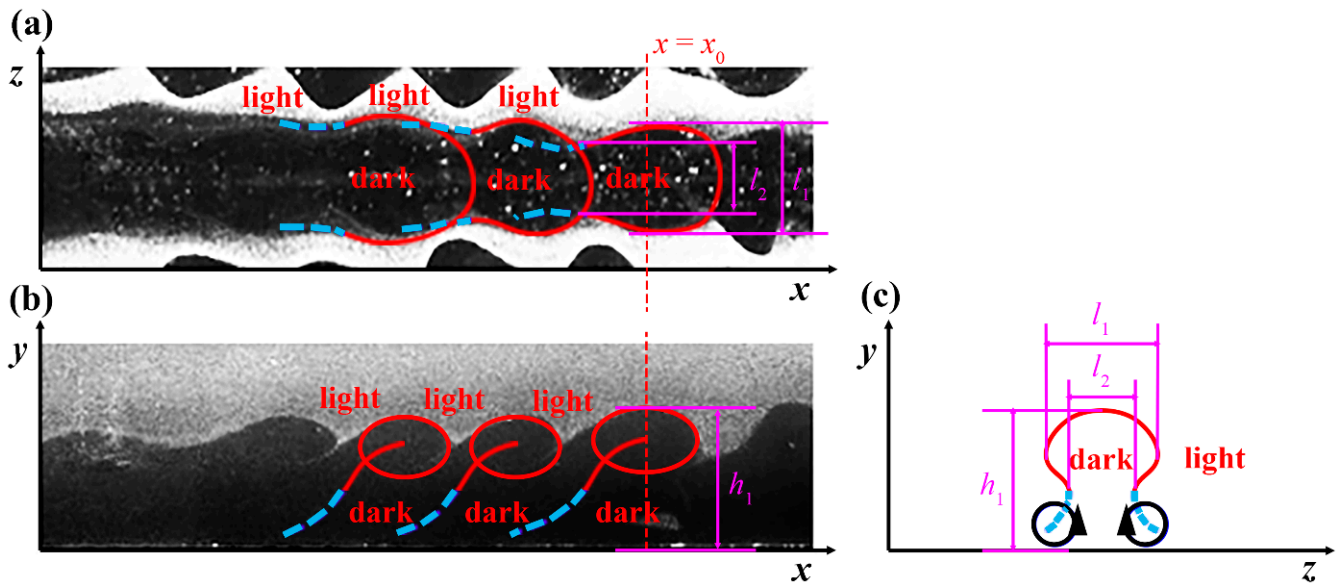 (a)
z
x = x₀
light light light
dark dark dark
l₂ l₁
x
(b)
y
light light light
dark dark dark
h₁
x
(c)
y
l₁
l₂
dark light
h₁
z